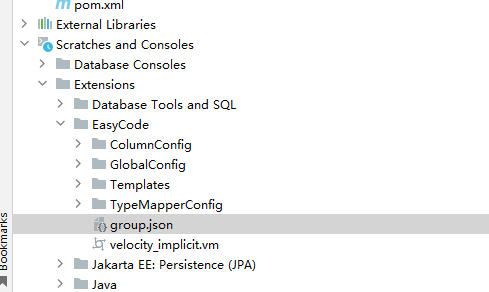 pom.xml
External Libraries
Scratches and Consoles
Database Consoles
Extensions
Database Tools and SQL
EasyCode
ColumnConfig
GlobalConfig
Templates
TypeMapperConfig
group.json
velocity_implicit.vm
Jakarta EE: Persistence (JPA)
Java
Bookmarks